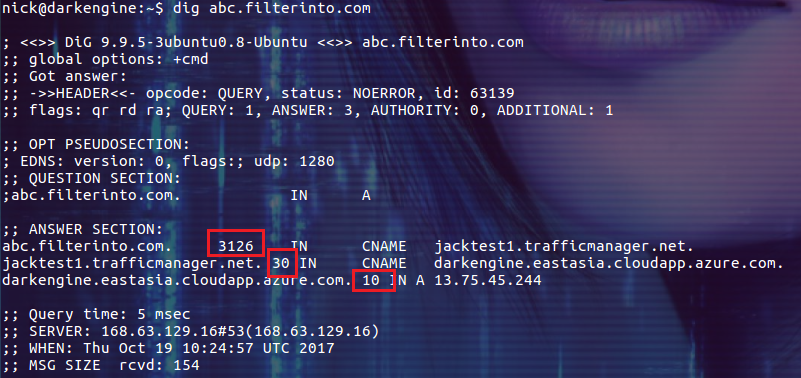 nick@darkengine:~$ dig abc.filterinto.com
; <<>> DiG 9.9.5-3ubuntu0.8-Ubuntu <<>> abc.filterinto.com
;; global options: +cmd
;; Got answer:
;; ->>HEADER<<- opcode: QUERY, status: NOERROR, id: 63139
;; flags: qr rd ra; QUERY: 1, ANSWER: 3, AUTHORITY: 0, ADDITIONAL: 1
;; OPT PSEUDOSECTION:
; EDNS: version: 0, flags:; udp: 1280
;; QUESTION SECTION:
;abc.filterinto.com. IN A
;; ANSWER SECTION:
abc.filterinto.com. 3126 IN CNAME jacktest1.trafficmanager.net.
jacktest1.trafficmanager.net. 30 IN CNAME darkengine.eastasia.cloudapp.azure.com.
darkengine.eastasia.cloudapp.azure.com. 10 IN A 13.75.45.244
;; Query time: 5 msec
;; SERVER: 168.63.129.16#53(168.63.129.16)
;; WHEN: Thu Oct 19 10:24:57 UTC 2017
;; MSG SIZE rcvd: 154